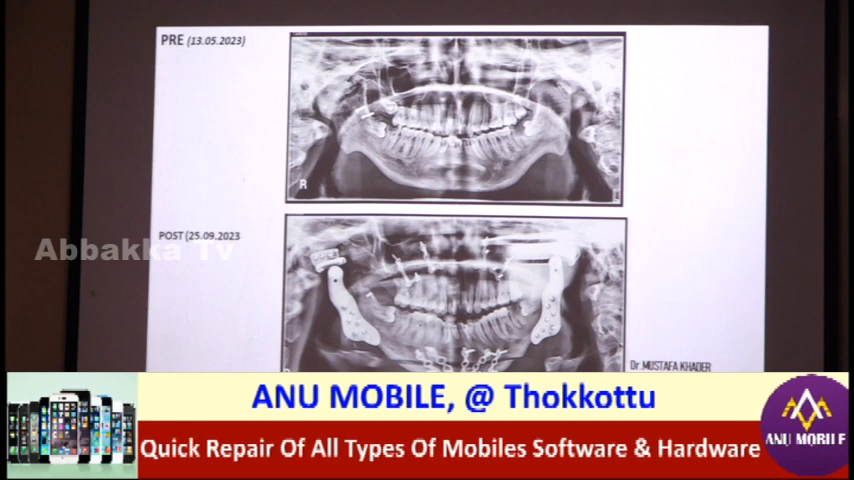 PRE (13.05.2023)
R
POST (25.09.2023
Abbakka Tv
Dr.MUSTAFA KHADER
ANU MOBILE, @ Thokkottu
Quick Repair Of All Types Of Mobiles Software & Hardware
ANU MOBILE